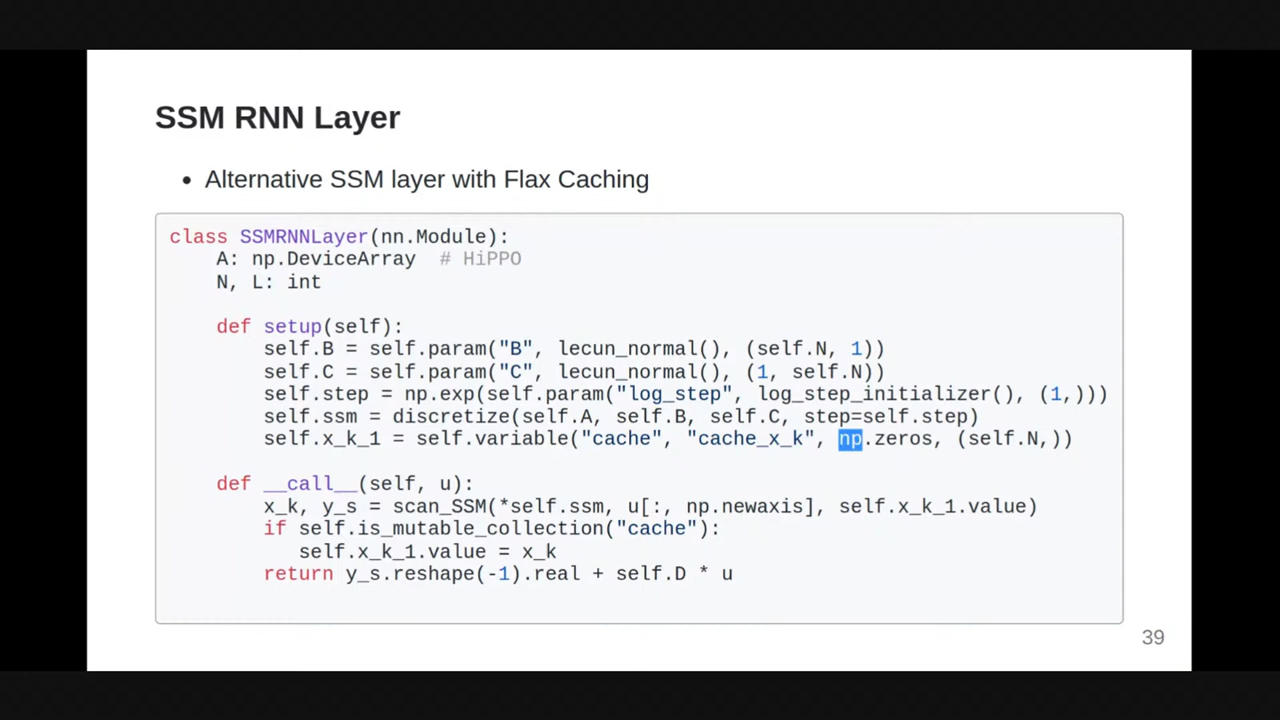 SSM RNN Layer
• Alternative SSM layer with Flax Caching
class SSMRNNLayer(nn.Module):
    A: np.DeviceArray  # HiPPO
    N, L: int
    def setup(self):
        self.B = self.param("B", lecun_normal(), (self.N, 1))
        self.C = self.param("C", lecun_normal(), (1, self.N))
        self.step = np.exp(self.param("log_step", log_step_initializer(), (1,)))
        self.ssm = discretize(self.A, self.B, self.C, step=self.step)
        self.x_k_1 = self.variable("cache", "cache_x_k", np.zeros, (self.N,))
    def __call__(self, u):
        x_k, y_s = scan_SSM(*self.ssm, u[:, np.newaxis], self.x_k_1.value)
        if self.is_mutable_collection("cache"):
           self.x_k_1.value = x_k
        return y_s.reshape(-1).real + self.D * u
39